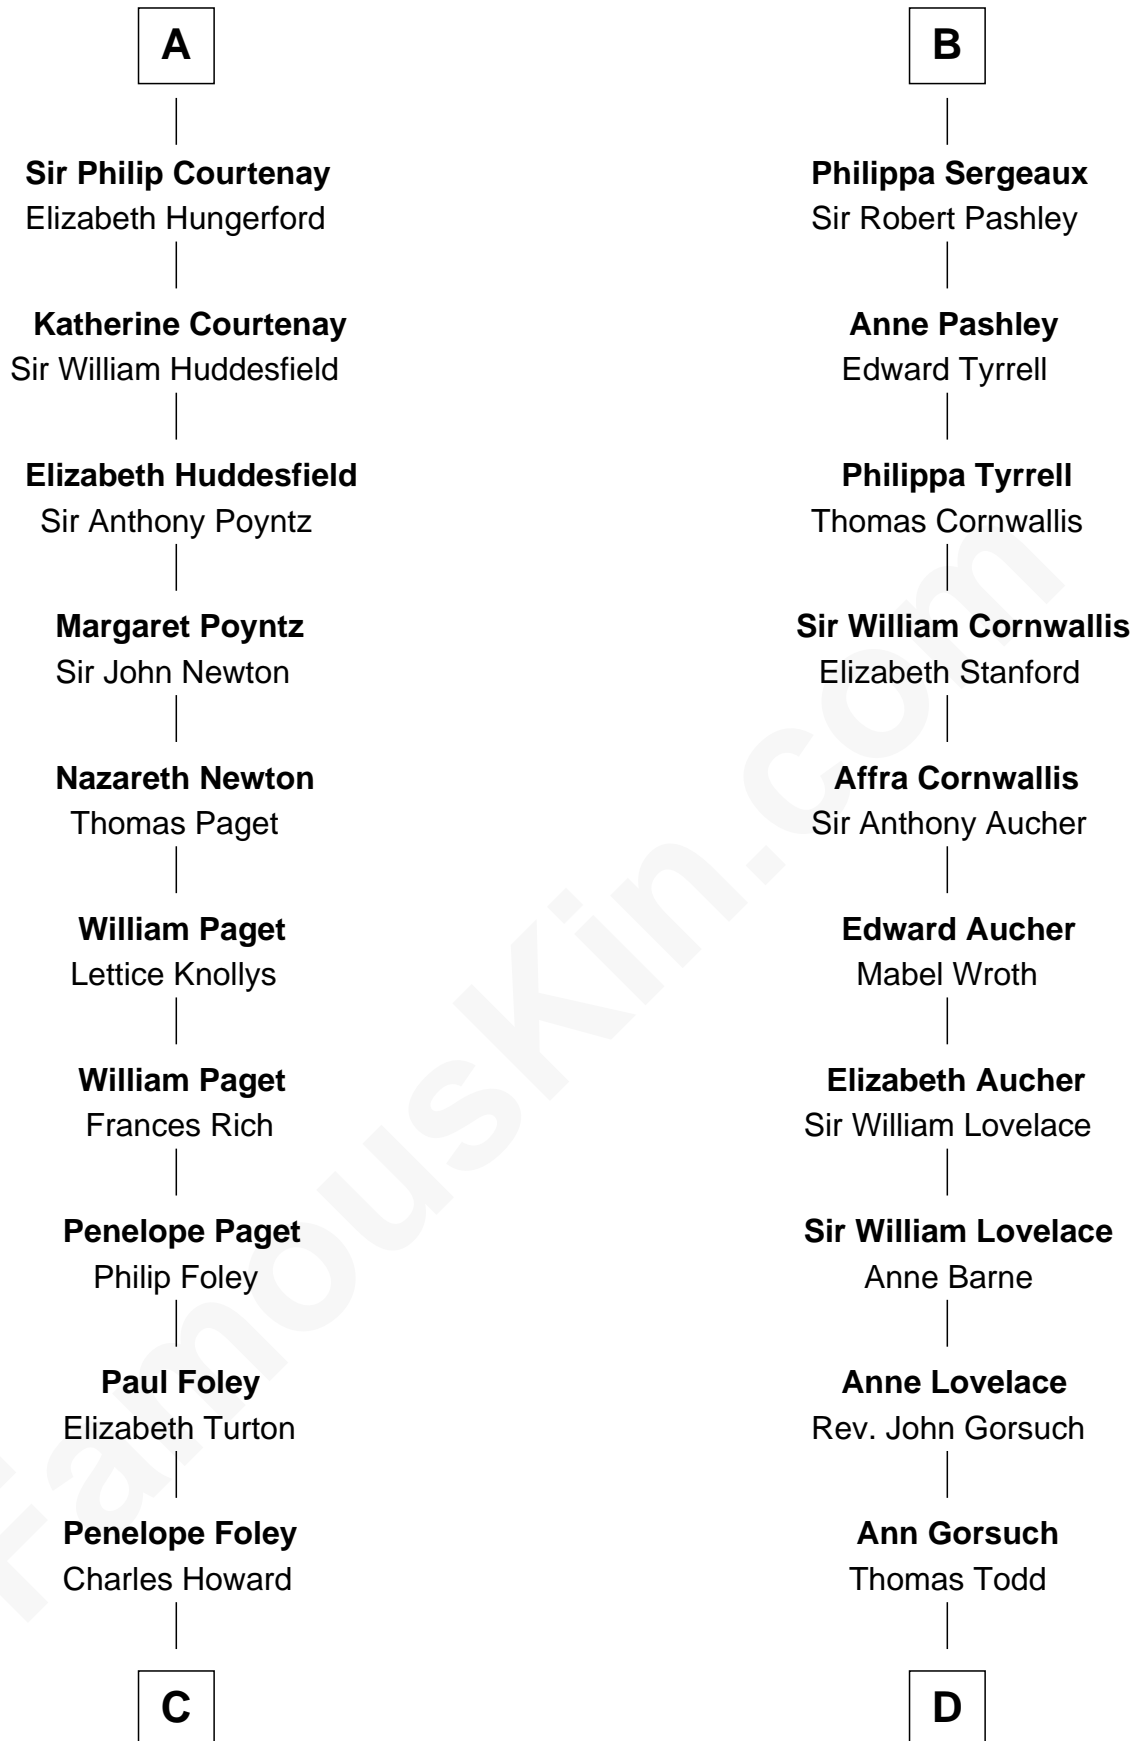 A
Sir Philip Courtenay
Elizabeth Hungerford
Katherine Courtenay
Sir William Huddesfield
Elizabeth Huddesfield
Sir Anthony Poyntz
Margaret Poyntz
Sir John Newton
Nazareth Newton
Thomas Paget
William Paget
Lettice Knollys
William Paget
Frances Rich
Penelope Paget
Philip Foley
Paul Foley
Elizabeth Turton
Penelope Foley
Charles Howard
C
B
Philippa Sergeaux
Sir Robert Pashley
Anne Pashley
Edward Tyrrell
Philippa Tyrrell
Thomas Cornwallis
Sir William Cornwallis
Elizabeth Stanford
Affra Cornwallis
Sir Anthony Aucher
Edward Aucher
Mabel Wroth
Elizabeth Aucher
Sir William Lovelace
Sir William Lovelace
Anne Barne
Anne Lovelace
Rev. John Gorsuch
Ann Gorsuch
Thomas Todd
D
FamousKin.com